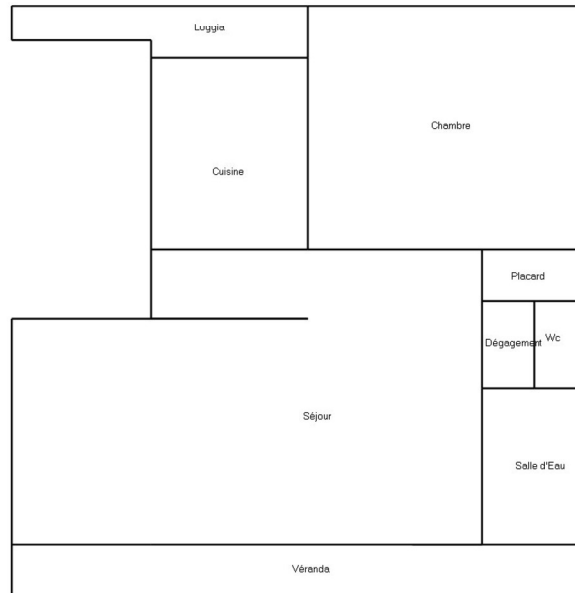 Loggia
Chambre
Cuisine
Placard
Dégagement
Wc
Séjour
Salle d'Eau
Véranda